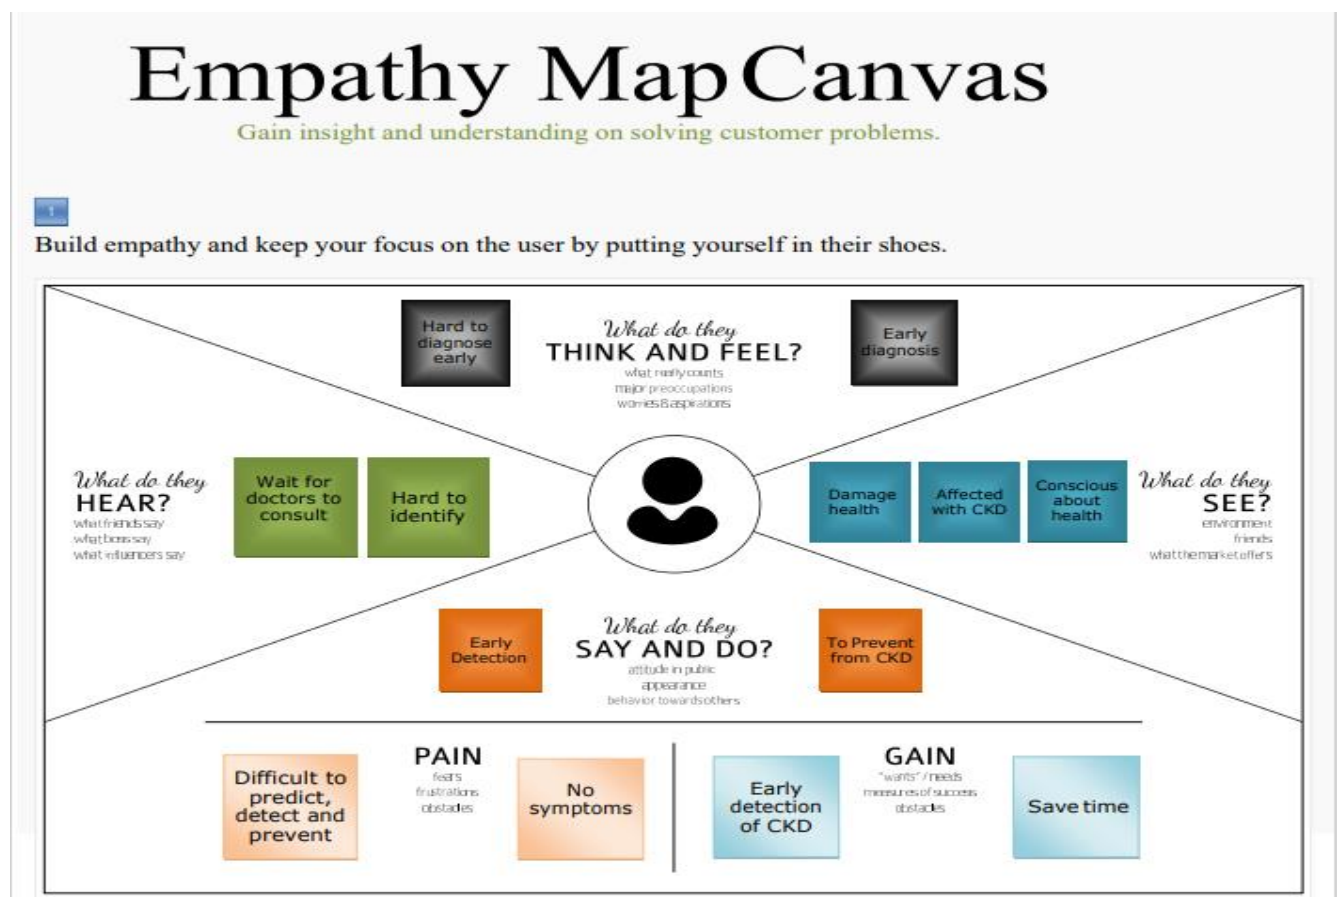 Empathy Map Canvas
Gain insight and understanding on solving customer problems.
1
Build empathy and keep your focus on the user by putting yourself in their shoes.
Hard to
diagnose
early
What do they
THINK AND FEEL?
what really counts
major preoccupations
worries & aspirations
Early
diagnosis
What do they
HEAR?
what friends say
what boss say
what influencers say
Wait for
doctors to
consult
Hard to
identify
Damage
health
Affected
with CKD
Conscious
about
health
What do they
SEE?
environment
friends
what the market offers
Early
Detection
What do they
SAY AND DO?
attitude in public
appearance
behavior towards others
To Prevent
from CKD
Difficult to
predict,
detect and
prevent
PAIN
fears
frustrations
obstacles
No
symptoms
Early
detection
of CKD
GAIN
"wants" / needs
measures of success
obstacles
Save time